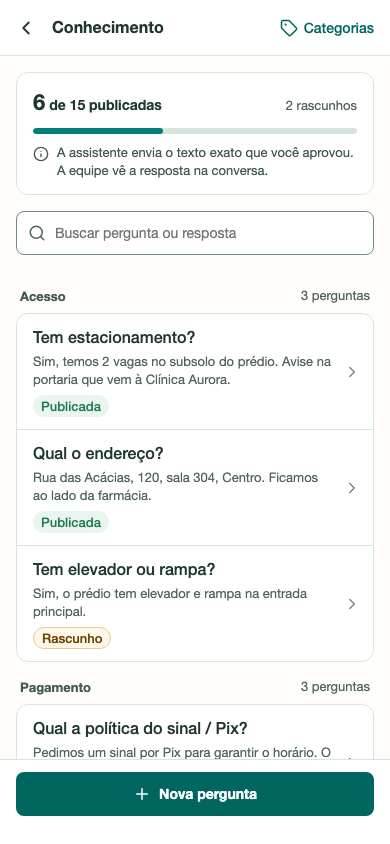 Conhecimento
Categorias
6 de 15 publicadas
2 rascunhos
A assistente envia o texto exato que você aprovou.
A equipe vê a resposta na conversa.
Buscar pergunta ou resposta
Acesso
3 perguntas
Tem estacionamento?
Sim, temos 2 vagas no subsolo do prédio. Avise na
portaria que vem à Clínica Aurora.
Publicada
Qual o endereço?
Rua das Acácias, 120, sala 304, Centro. Ficamos
ao lado da farmácia.
Publicada
Tem elevador ou rampa?
Sim, o prédio tem elevador e rampa na entrada
principal.
Rascunho
Pagamento
3 perguntas
Qual a política do sinal / Pix?
Pedimos um sinal por Pix para garantir o horário. O
Nova pergunta